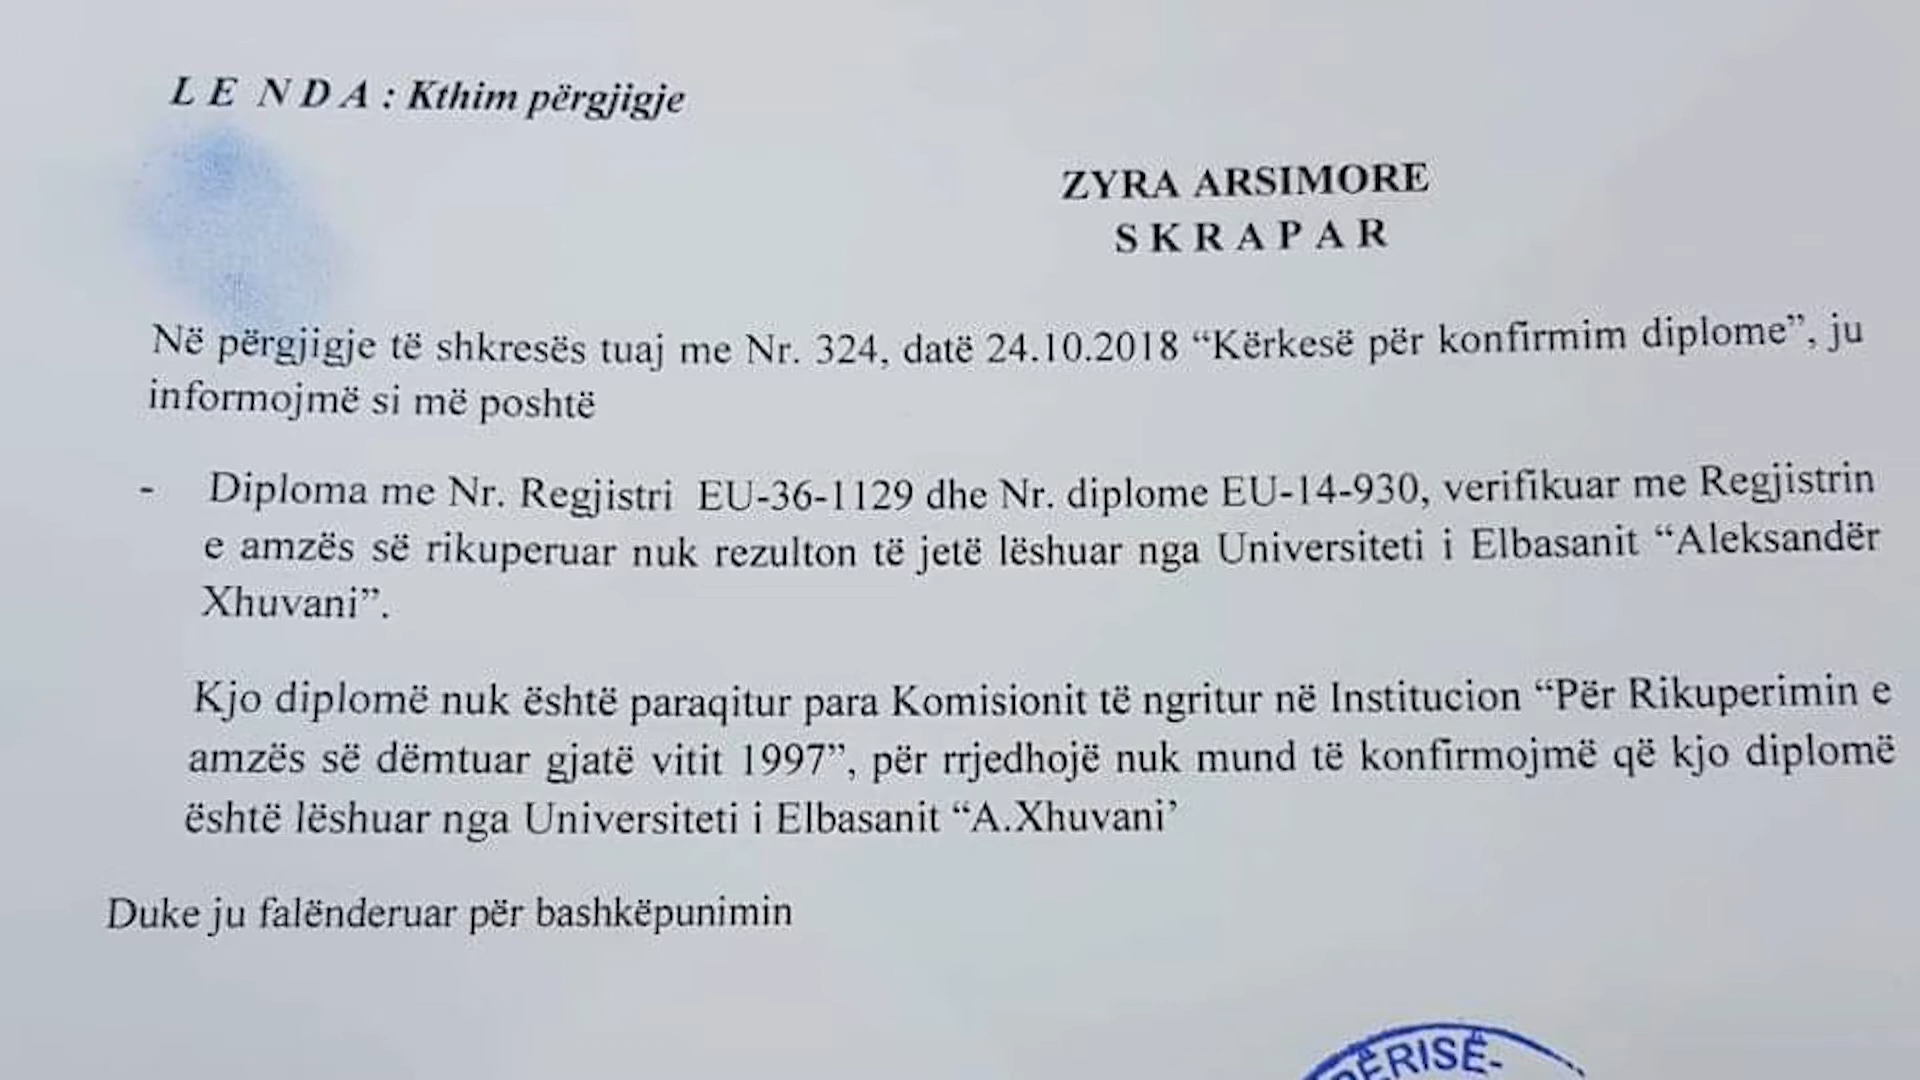 L E N D A : Kthim përgjigje
ZYRA ARSIMORE
S K R A P A R
Në përgjigje të shkresës tuaj me Nr. 324, datë 24.10.2018 “Kërkesë për konfirmim diplome”, ju
informojmë si më poshtë
- Diploma me Nr. Regjistri EU-36-1129 dhe Nr. diplome EU-14-930, verifikuar me Regjistrin
e amzës së rikuperuar nuk rezulton të jetë lëshuar nga Universiteti i Elbasanit “Aleksandër
Xhuvani”.
Kjo diplomë nuk është paraqitur para Komisionit të ngritur në Institucion “Për Rikuperimin e
amzës së dëmtuar gjatë vitit 1997”, për rrjedhojë nuk mund të konfirmojmë që kjo diplomë
është lëshuar nga Universiteti i Elbasanit “A.Xhuvani’
Duke ju falënderuar për bashkëpunimin